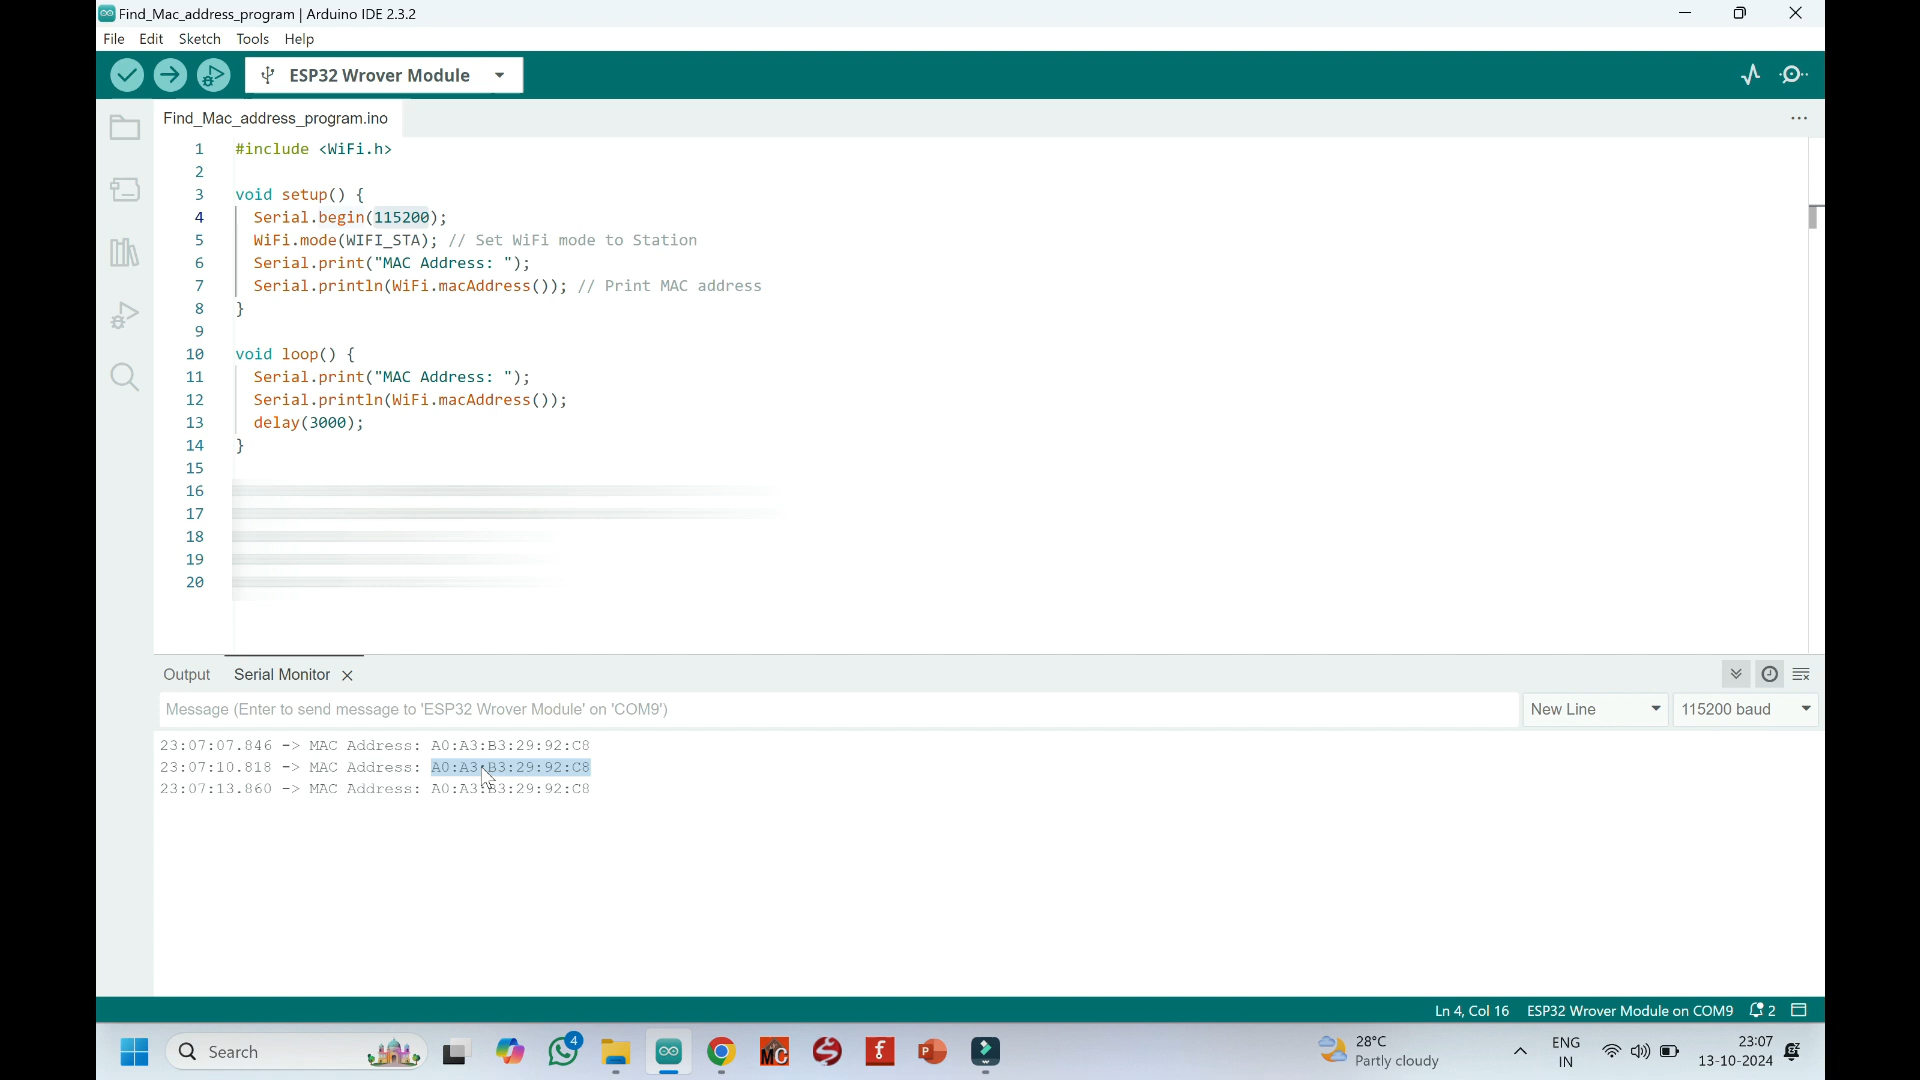 Find_Mac_address_program | Arduino IDE 2.3.2
File Edit Sketch Tools Help
ESP32 Wrover Module
Find_Mac_address_program.ino
1 #include <WiFi.h>
2
3 void setup() {
4 Serial.begin(115200);
5 WiFi.mode(WIFI_STA); // Set WiFi mode to Station
6 Serial.print("MAC Address: ");
7 Serial.println(WiFi.macAddress()); // Print MAC address
8 }
9
10 void loop() {
11 Serial.print("MAC Address: ");
12 Serial.println(WiFi.macAddress());
13 delay(3000);
14 }
15
16
17
18
19
20
Output Serial Monitor
Message (Enter to send message to 'ESP32 Wrover Module' on 'COM9') New Line 115200 baud
23:07:07.846 -> MAC Address: A0:A3:B3:29:92:C8
23:07:10.818 -> MAC Address: A0:A3:B3:29:92:C8
23:07:13.860 -> MAC Address: A0:A3:B3:29:92:C8
Ln 4, Col 16 ESP32 Wrover Module on COM9 2
Search 4 MC f P
28°C
Partly cloudy
ENG
IN
23:07
13-10-2024